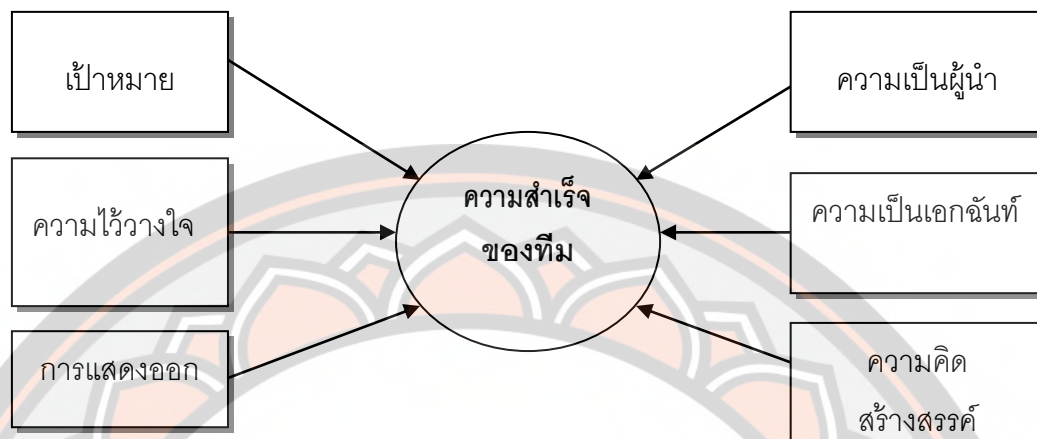 เป้าหมาย
ความเป็นผู้นำ
ความสำเร็จ
ของทีม
ความไว้วางใจ
ความเป็นเอกฉันท์
การแสดงออก
ความคิด
สร้างสรรค์